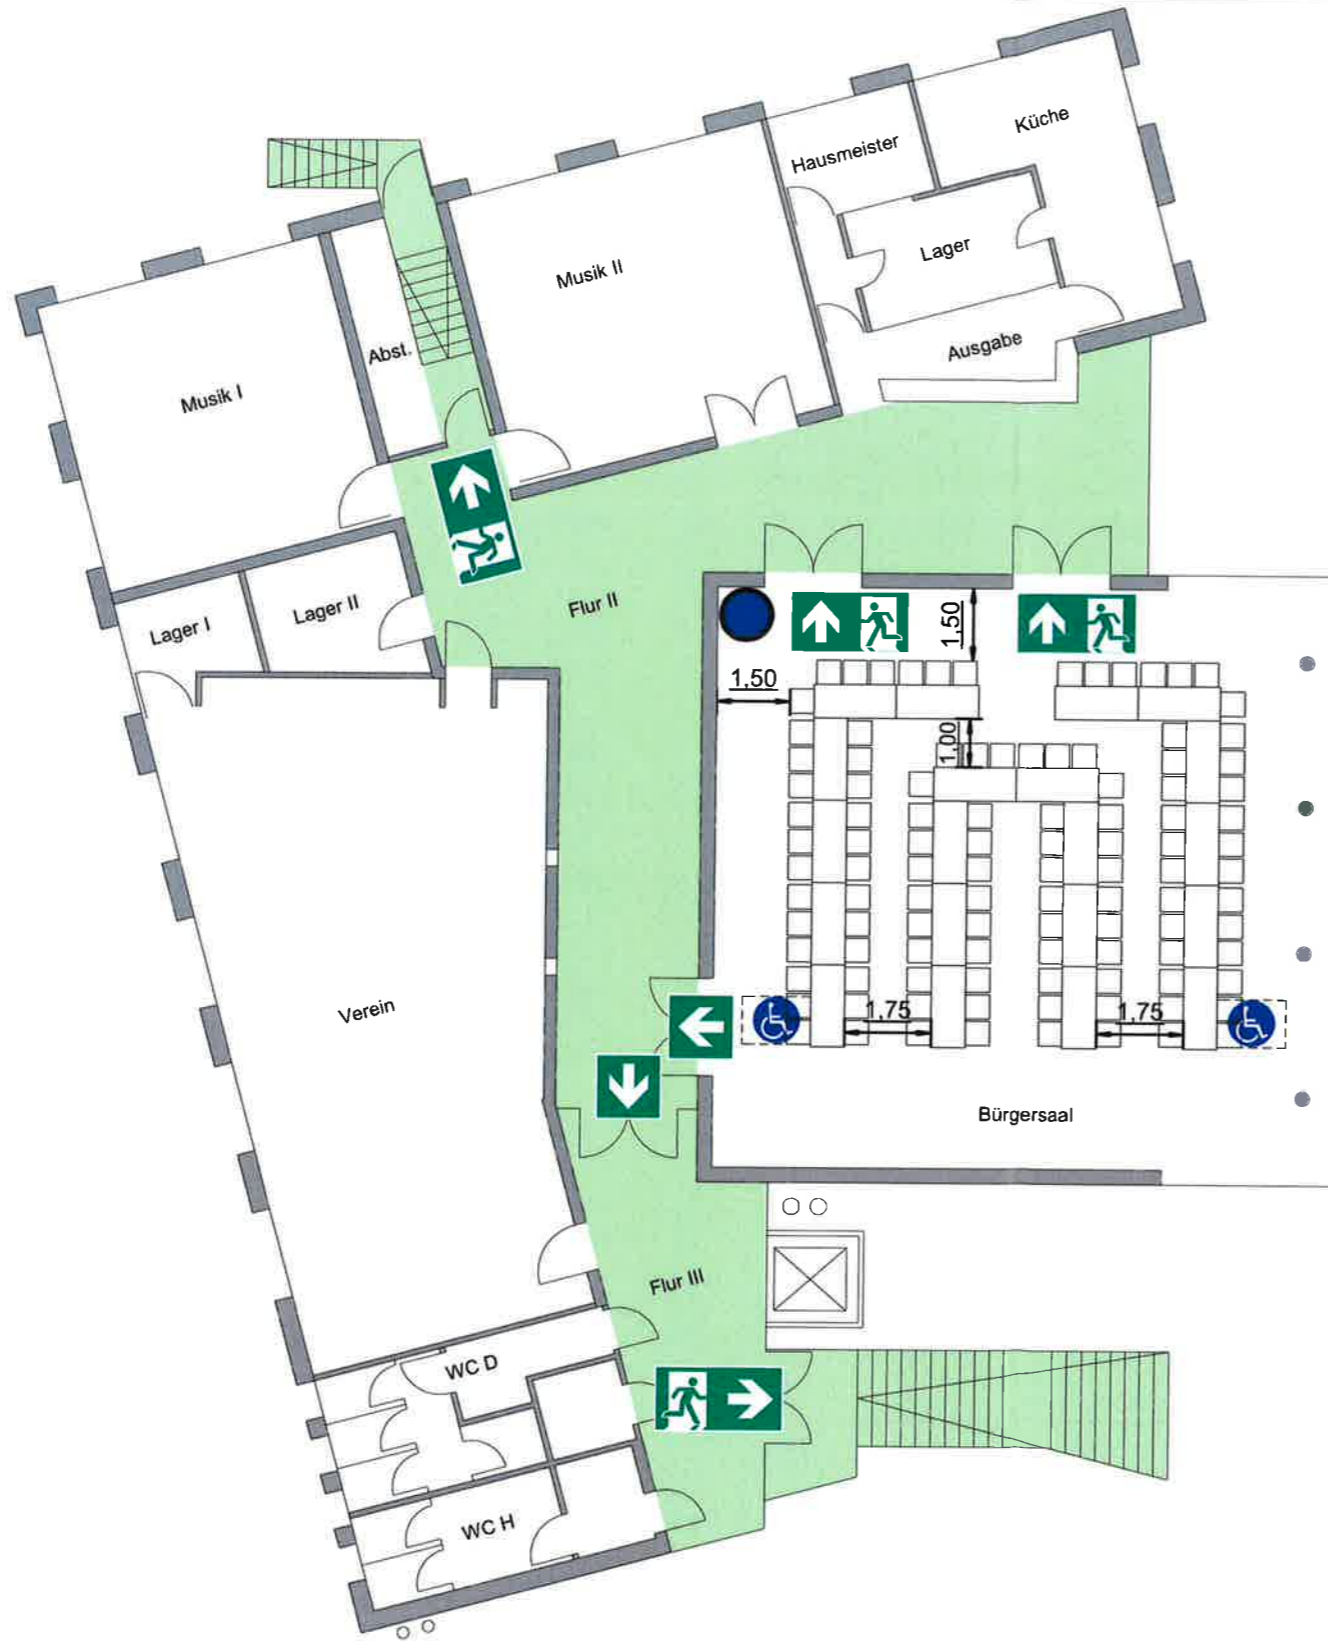 Küche
Hausmeister
Lager
Musik II
Ausgabe
Abst.
Musik I
Flur II
Lager II
Lager I
1,50
1,50
1,00
Verein
1,75
1,75
Bürgersaal
Flur III
WC D
WC H